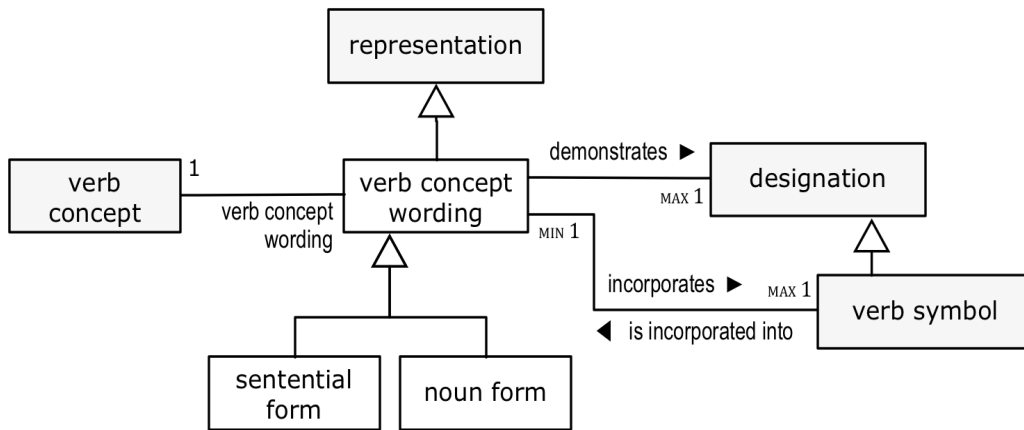 representation
verb
concept
1
verb concept
wording
verb concept
wording
demonstrates ►
MAX 1
designation
MIN 1
incorporates ►
MAX 1
◄ is incorporated into
verb symbol
sentential
form
noun form